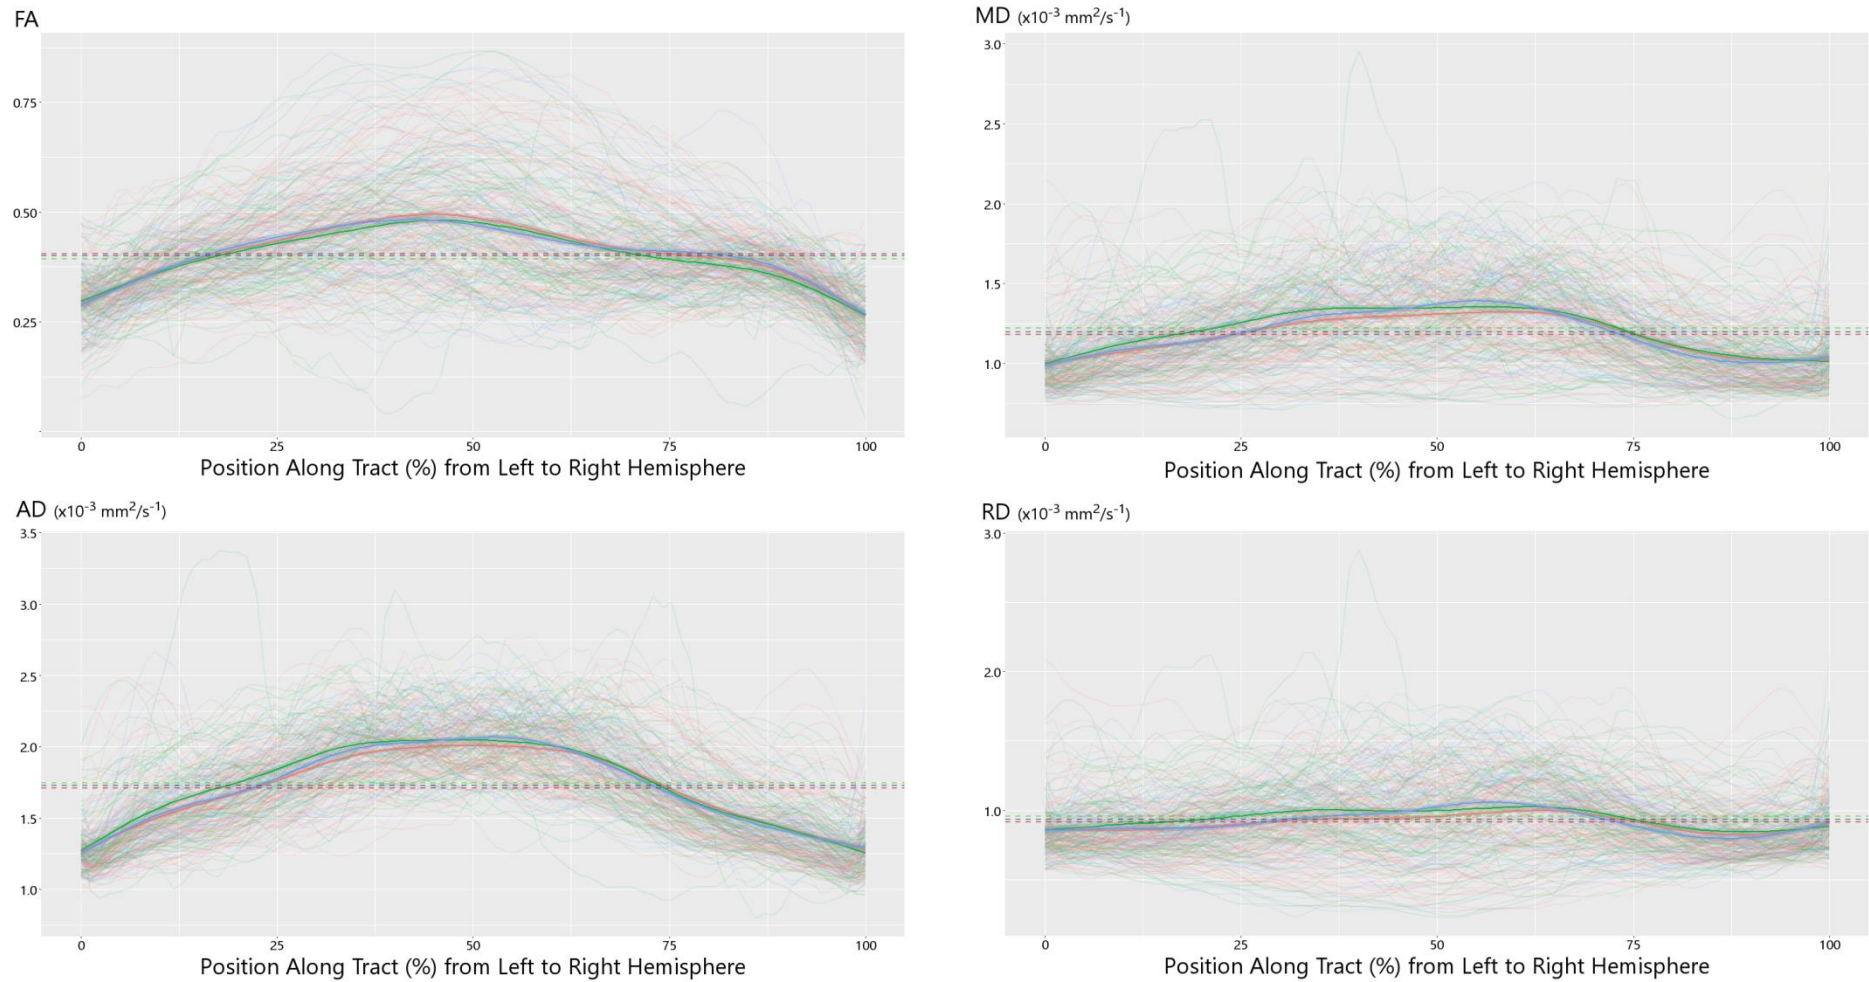 FA
0.75
0.50
0.25
0 25 50 75 100
Position Along Tract (%) from Left to Right Hemisphere
MD (x10⁻³ mm²/s⁻¹)
3.0
2.5
2.0
1.5
1.0
0 25 50 75 100
Position Along Tract (%) from Left to Right Hemisphere
AD (x10⁻³ mm²/s⁻¹)
3.5
3.0
2.5
2.0
1.5
1.0
0 25 50 75 100
Position Along Tract (%) from Left to Right Hemisphere
RD (x10⁻³ mm²/s⁻¹)
3.0
2.0
1.0
0 25 50 75 100
Position Along Tract (%) from Left to Right Hemisphere